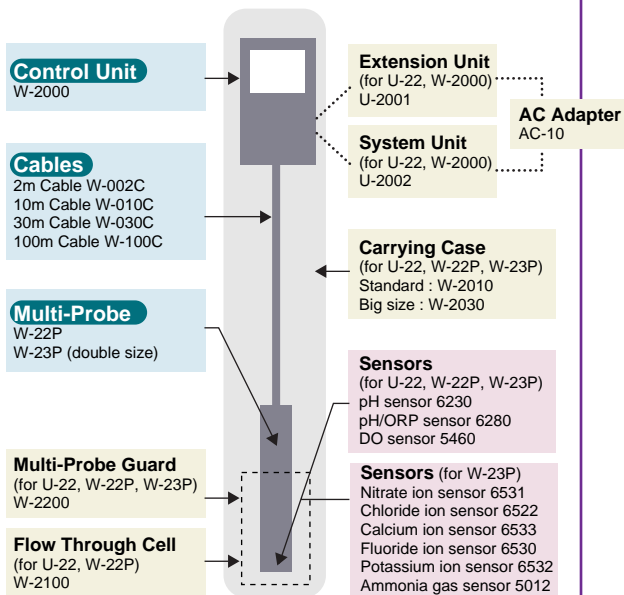 Control Unit
W-2000
Cables
2m Cable W-002C
10m Cable W-010C
30m Cable W-030C
100m Cable W-100C
Multi-Probe
W-22P
W-23P (double size)
Multi-Probe Guard
(for U-22, W-22P, W-23P)
W-2200
Flow Through Cell
(for U-22, W-22P)
W-2100
Extension Unit
(for U-22, W-2000)
U-2001
System Unit
(for U-22, W-2000)
U-2002
AC Adapter
AC-10
Carrying Case
(for U-22, W-22P, W-23P)
Standard : W-2010
Big size : W-2030
Sensors
(for U-22, W-22P, W-23P)
pH sensor 6230
pH/ORP sensor 6280
DO sensor 5460
Sensors (for W-23P)
Nitrate ion sensor 6531
Chloride ion sensor 6522
Calcium ion sensor 6533
Fluoride ion sensor 6530
Potassium ion sensor 6532
Ammonia gas sensor 5012